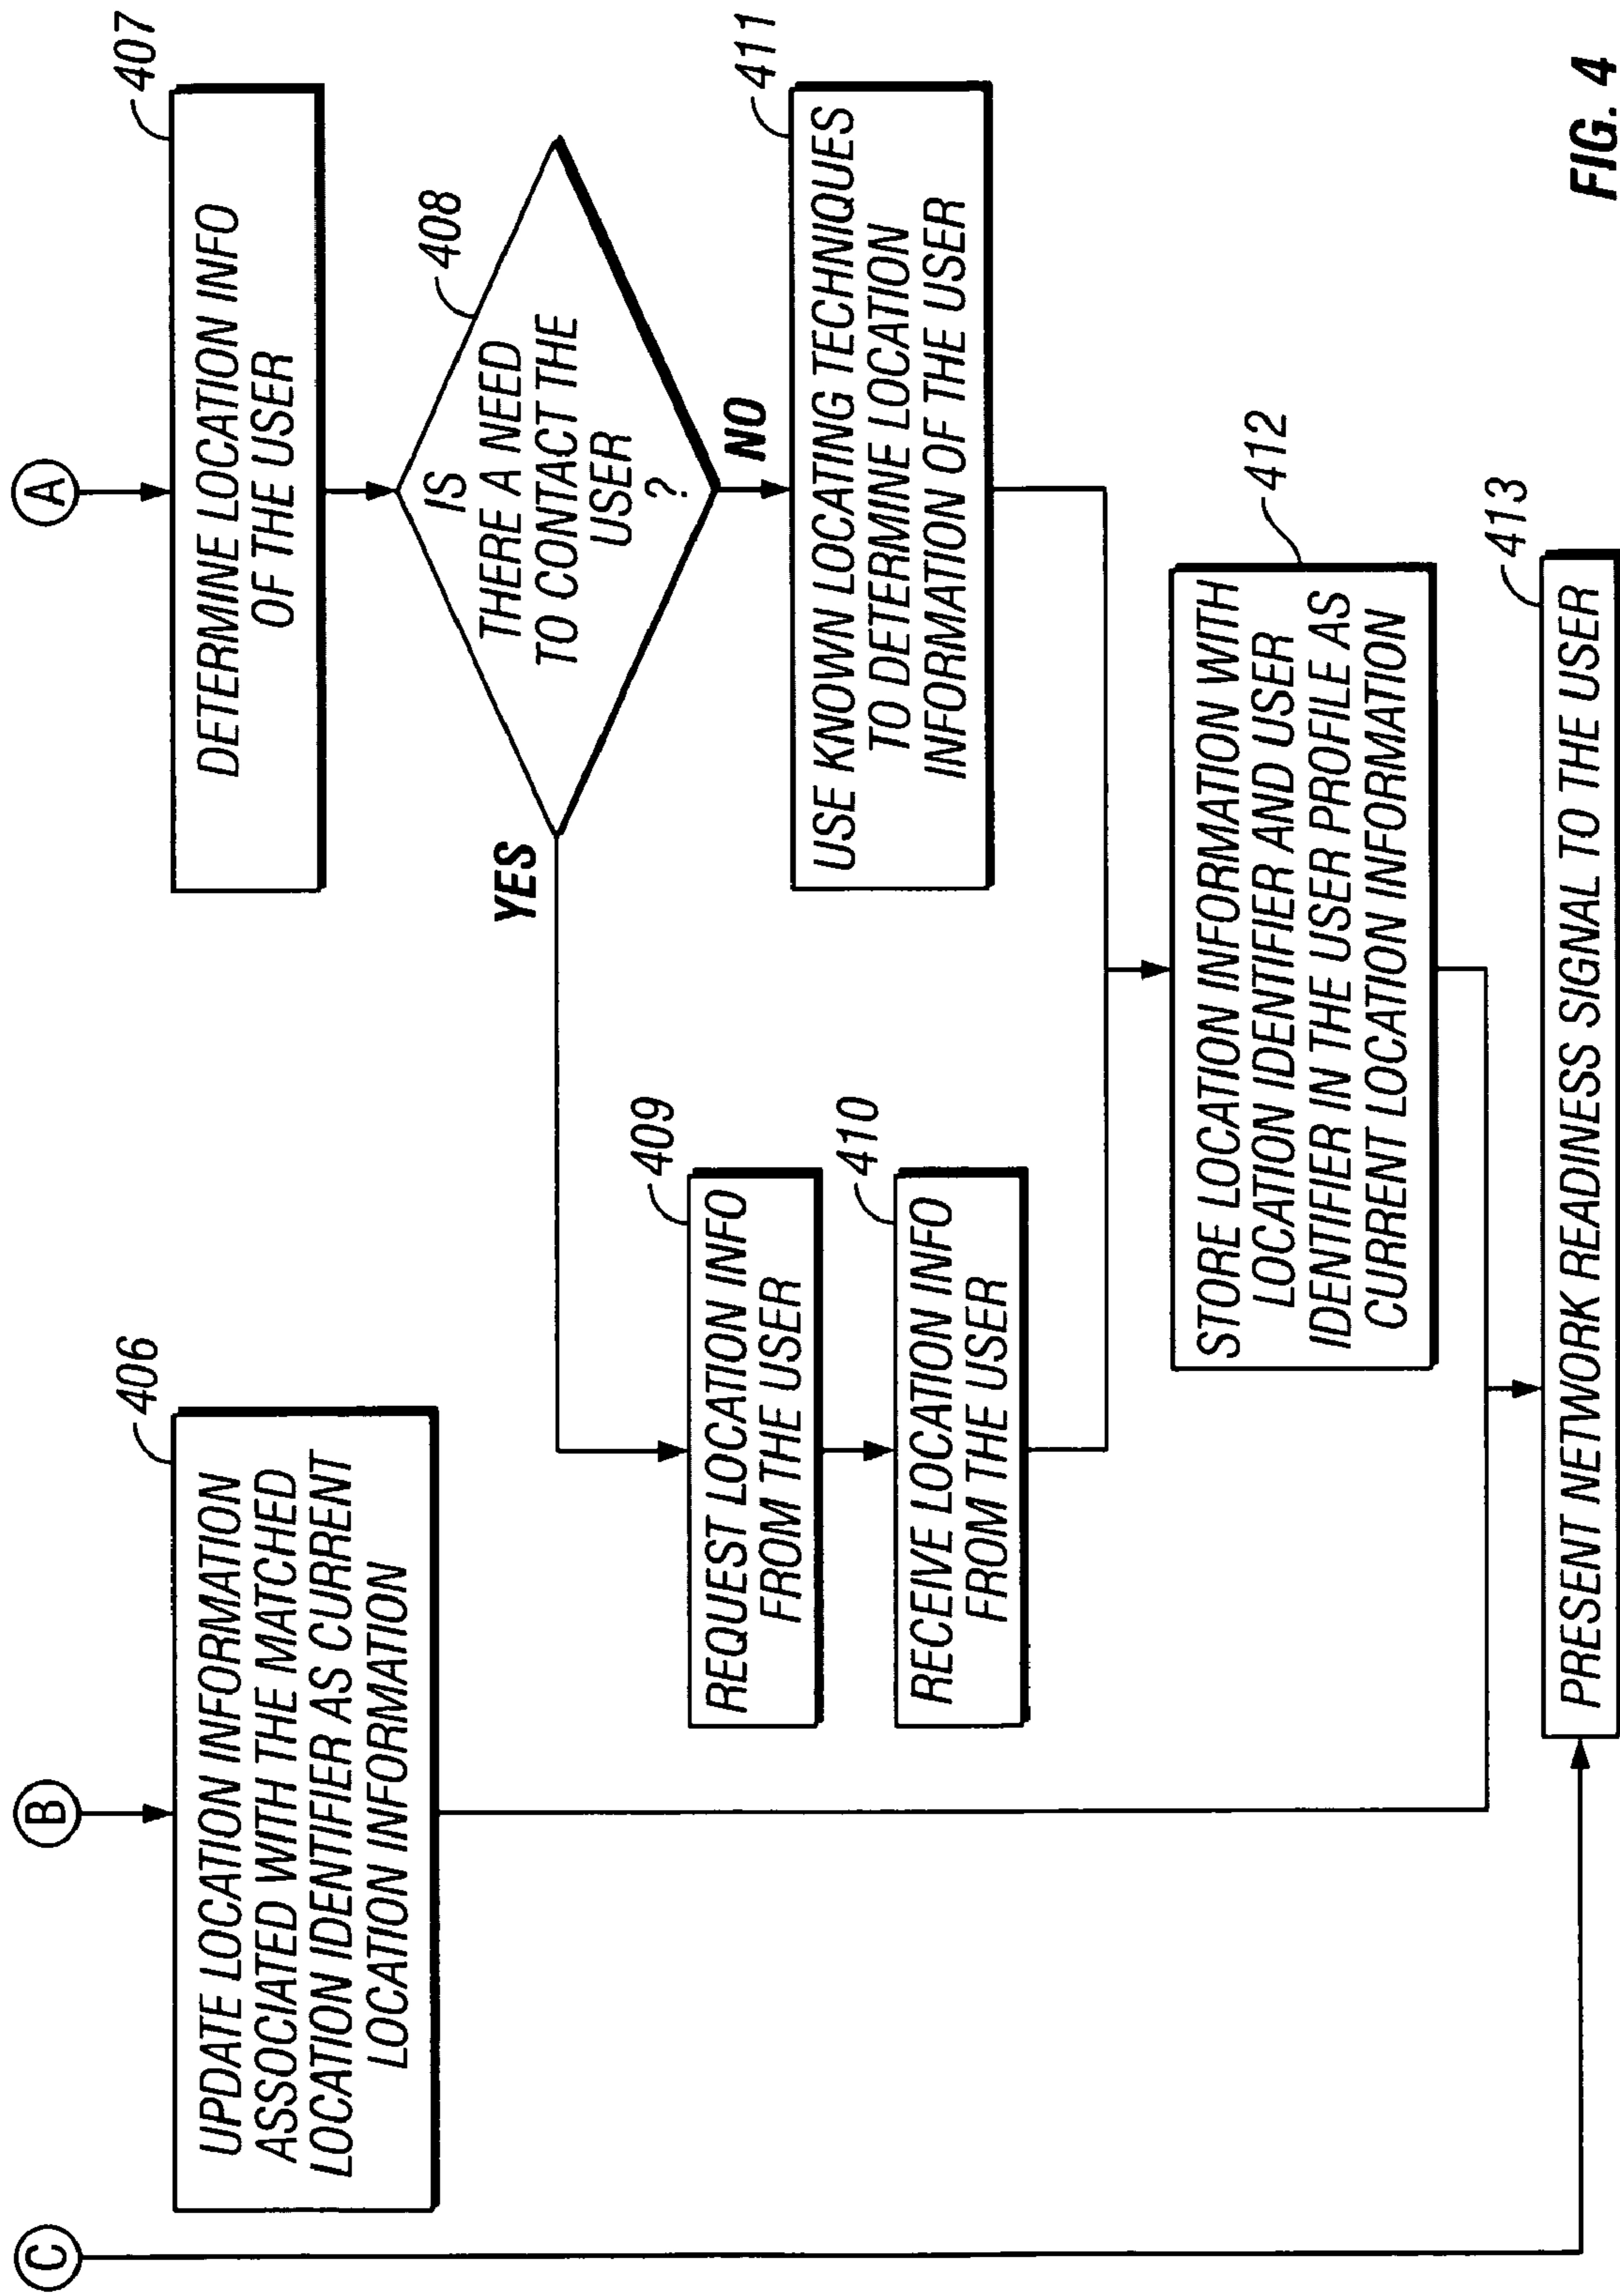 C
B
A
406
UPDATE LOCATION INFORMATION
ASSOCIATED WITH THE MATCHED
LOCATION IDENTIFIER AS CURRENT
LOCATION INFORMATION
407
DETERMINE LOCATION INFO
OF THE USER
408
IS
THERE A NEED
TO CONTACT THE
USER
?
YES
NO
409
REQUEST LOCATION INFO
FROM THE USER
410
RECEIVE LOCATION INFO
FROM THE USER
411
USE KNOWN LOCATING TECHNIQUES
TO DETERMINE LOCATION
INFORMATION OF THE USER
412
STORE LOCATION INFORMATION WITH
LOCATION IDENTIFIER AND USER
IDENTIFIER IN THE USER PROFILE AS
CURRENT LOCATION INFORMATION
413
PRESENT NETWORK READINESS SIGNAL TO THE USER
FIG. 4